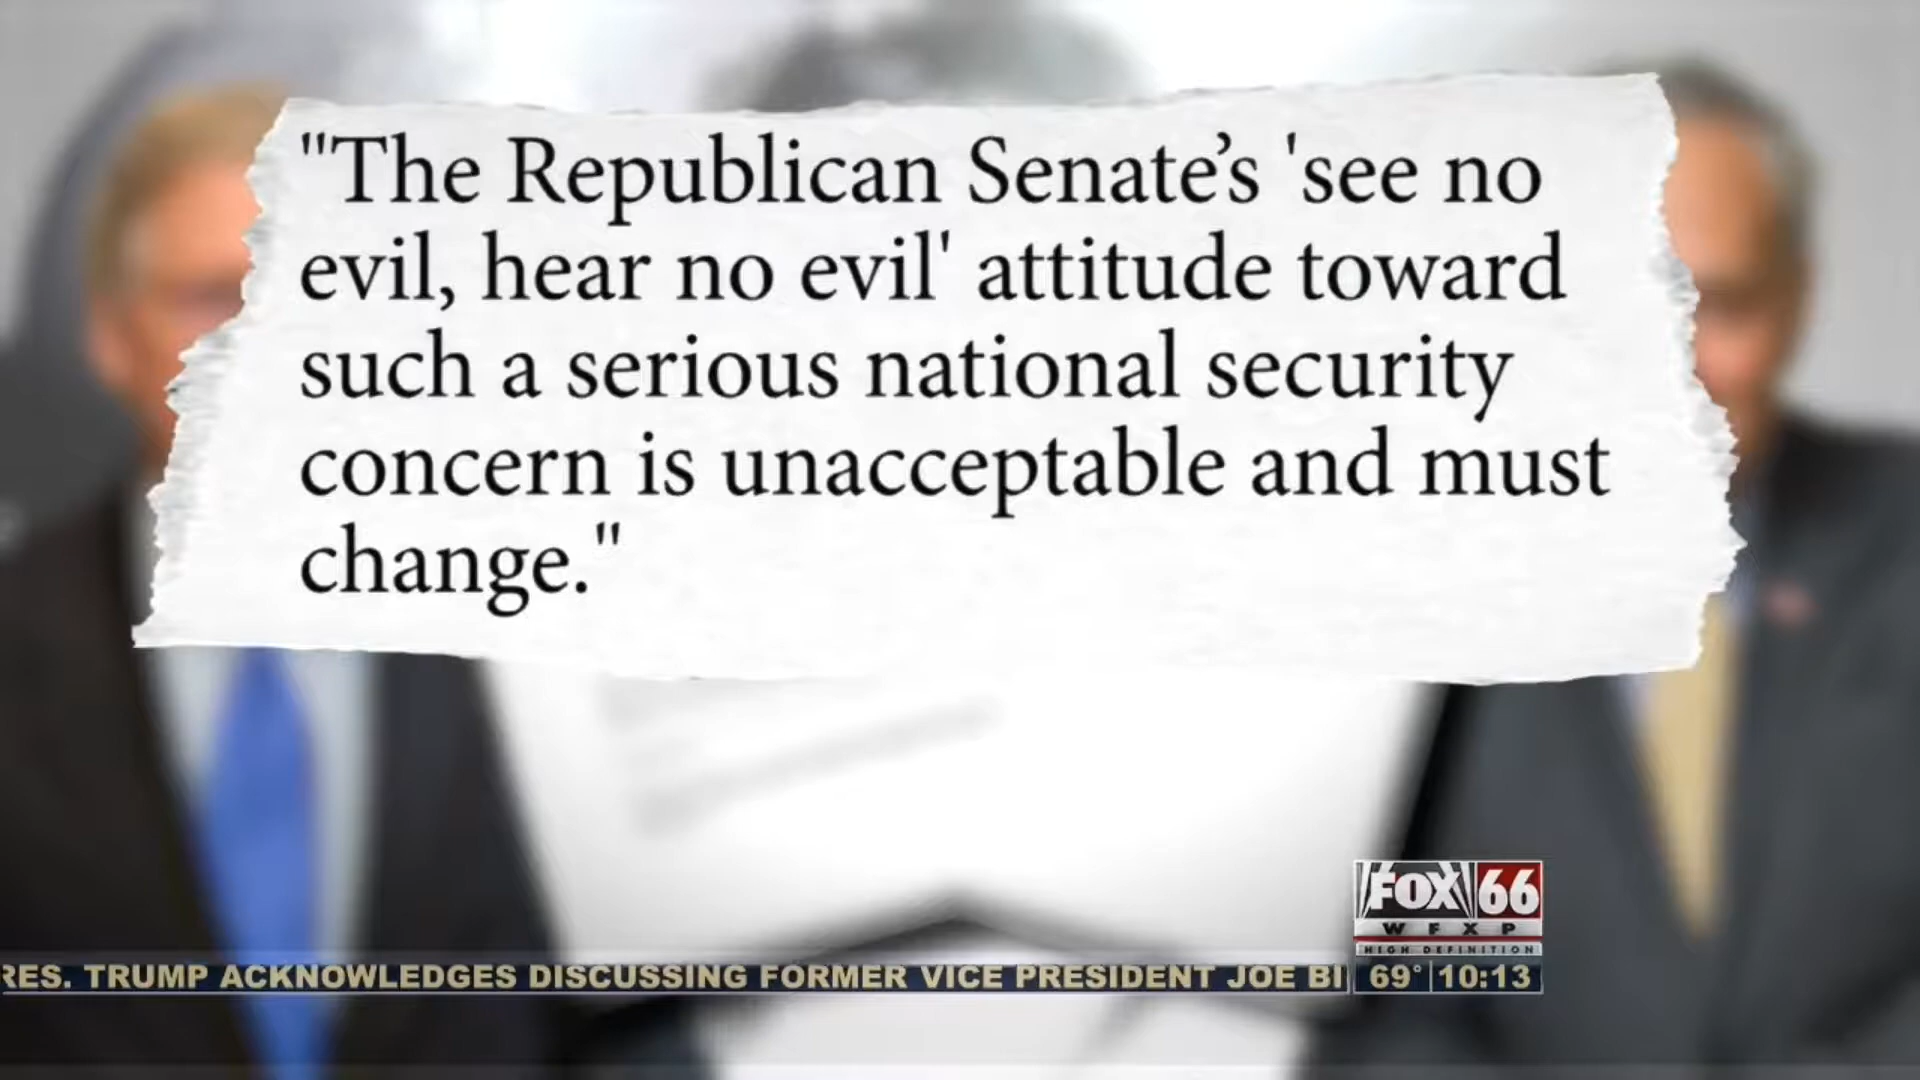 "The Republican Senate’s 'see no
evil, hear no evil' attitude toward
such a serious national security
concern is unacceptable and must
change."
FOX 66
WFXP
HIGH DEFINITION
RES. TRUMP ACKNOWLEDGES DISCUSSING FORMER VICE PRESIDENT JOE BI
69° 10:13